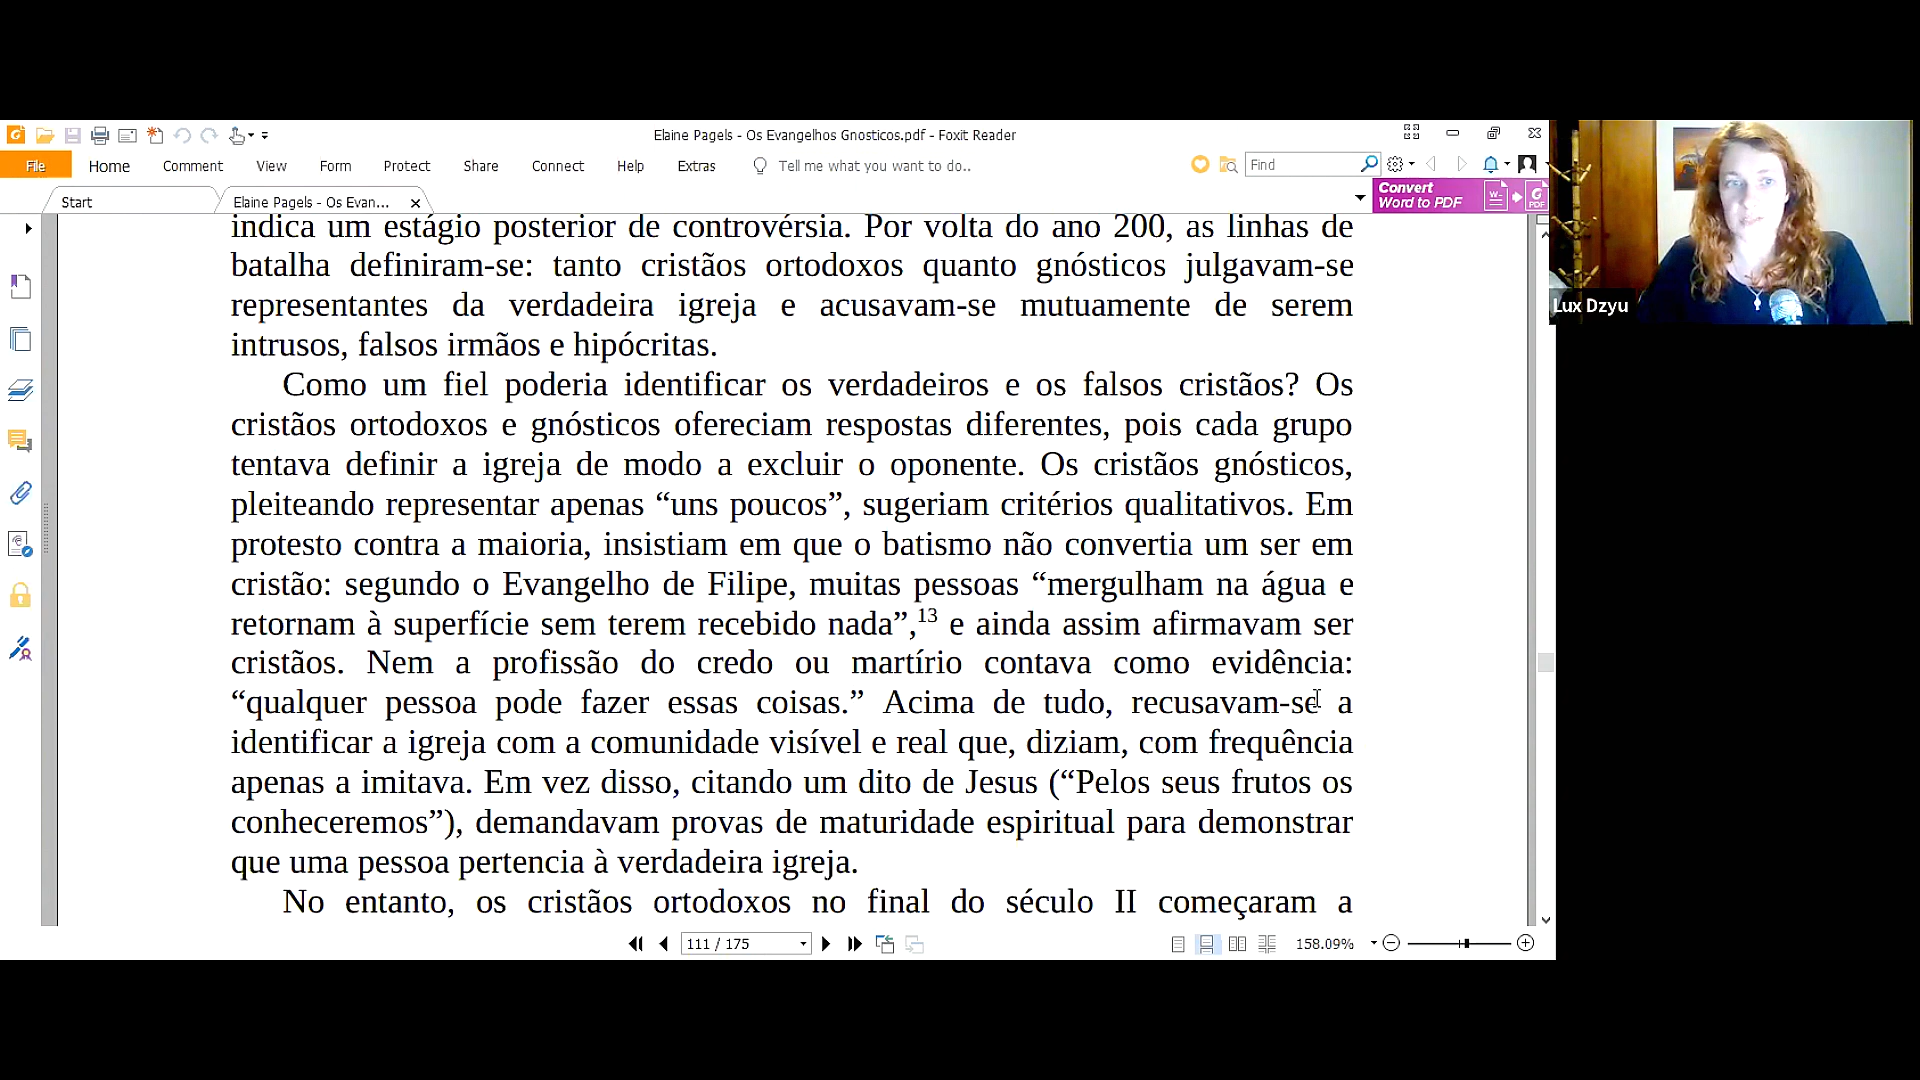 Elaine Pagels - Os Evangelhos Gnosticos.pdf - Foxit Reader
File Home Comment View Form Protect Share Connect Help Extras Tell me what you want to do.. Find
Start Elaine Pagels - Os Evan... Convert
Word to PDF
indica um estágio posterior de controvérsia. Por volta do ano 200, as linhas de
batalha definiram-se: tanto cristãos ortodoxos quanto gnósticos julgavam-se
representantes da verdadeira igreja e acusavam-se mutuamente de serem
intrusos, falsos irmãos e hipócritas.
Como um fiel poderia identificar os verdadeiros e os falsos cristãos? Os
cristãos ortodoxos e gnósticos ofereciam respostas diferentes, pois cada grupo
tentava definir a igreja de modo a excluir o oponente. Os cristãos gnósticos,
pleiteando representar apenas “uns poucos”, sugeriam critérios qualitativos. Em
protesto contra a maioria, insistiam em que o batismo não convertia um ser em
cristão: segundo o Evangelho de Filipe, muitas pessoas “mergulham na água e
retornam à superfície sem terem recebido nada”,13 e ainda assim afirmavam ser
cristãos. Nem a profissão do credo ou martírio contava como evidência:
“qualquer pessoa pode fazer essas coisas.” Acima de tudo, recusavam-se a
identificar a igreja com a comunidade visível e real que, diziam, com frequência
apenas a imitava. Em vez disso, citando um dito de Jesus (“Pelos seus frutos os
conheceremos”), demandavam provas de maturidade espiritual para demonstrar
que uma pessoa pertencia à verdadeira igreja.
No entanto, os cristãos ortodoxos no final do século II começaram a
111 / 175 158.09%
Lux Dzyu